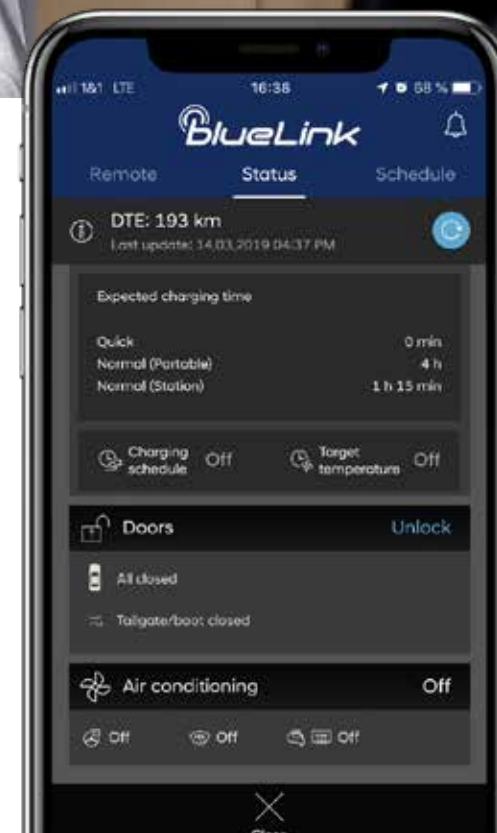 1&1 LTE 16:38 68 %
blueLink
Remote Status Schedule
DTE: 193 km
Last update: 14.03.2019 04:37 PM
Expected charging time
Quick 0 min
Normal (Portable) 4 h
Normal (Station) 1 h 15 min
Charging schedule Off Target temperature Off
Doors Unlock
All closed
Tailgate/boot closed
Air conditioning Off
Off Off Off
Close